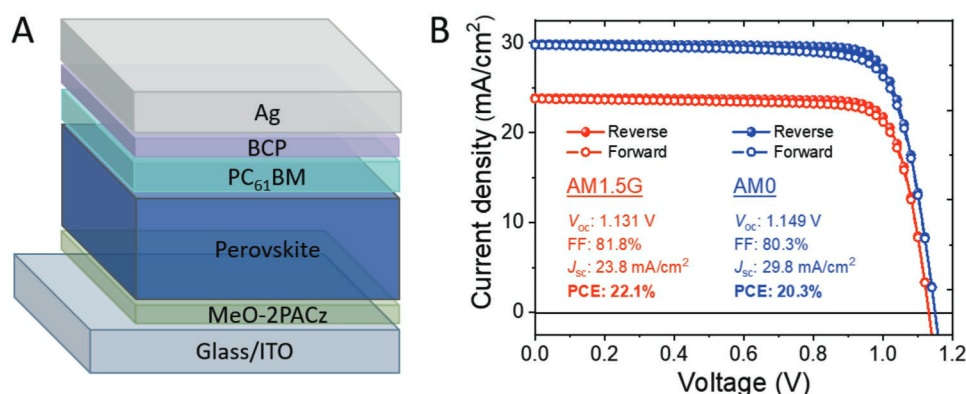 A
Ag
BCP
PC₆₁BM
Perovskite
MeO-2PACz
Glass/ITO
B
Current density (mA/cm²)
30
20
10
0
Reverse
Forward
Reverse
Forward
AM1.5G
AM0
Voc: 1.131 V
FF: 81.8%
Jsc: 23.8 mA/cm²
PCE: 22.1%
Voc: 1.149 V
FF: 80.3%
Jsc: 29.8 mA/cm²
PCE: 20.3%
0.0 0.2 0.4 0.6 0.8 1.0 1.2
Voltage (V)